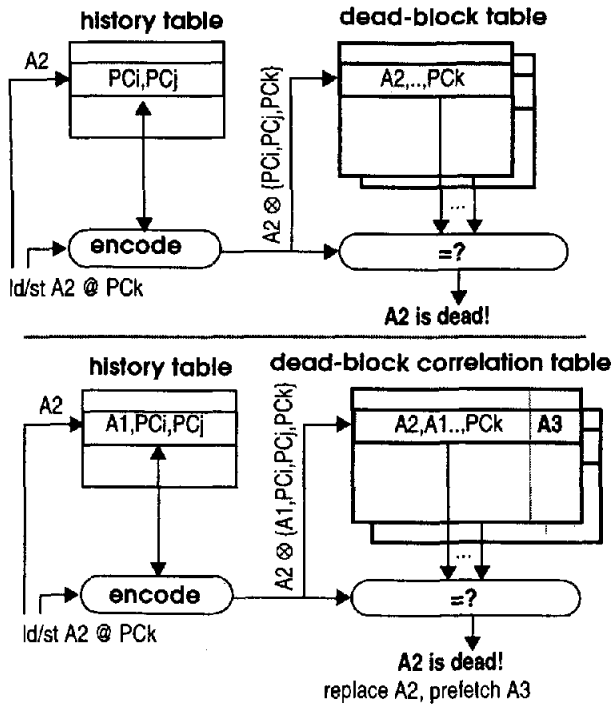 history table
dead-block table
A2
PCi,PCj
A2 ⊗ {PCi,PCj,PCk}
A2,..,PCk
...
encode
=?
ld/st A2 @ PCk
A2 is dead!
history table
dead-block correlation table
A2
A1,PCi,PCj
A2 ⊗ {A1,PCi,PCj,PCk}
A2,A1..,PCk
A3
...
encode
=?
ld/st A2 @ PCk
A2 is dead!
replace A2, prefetch A3